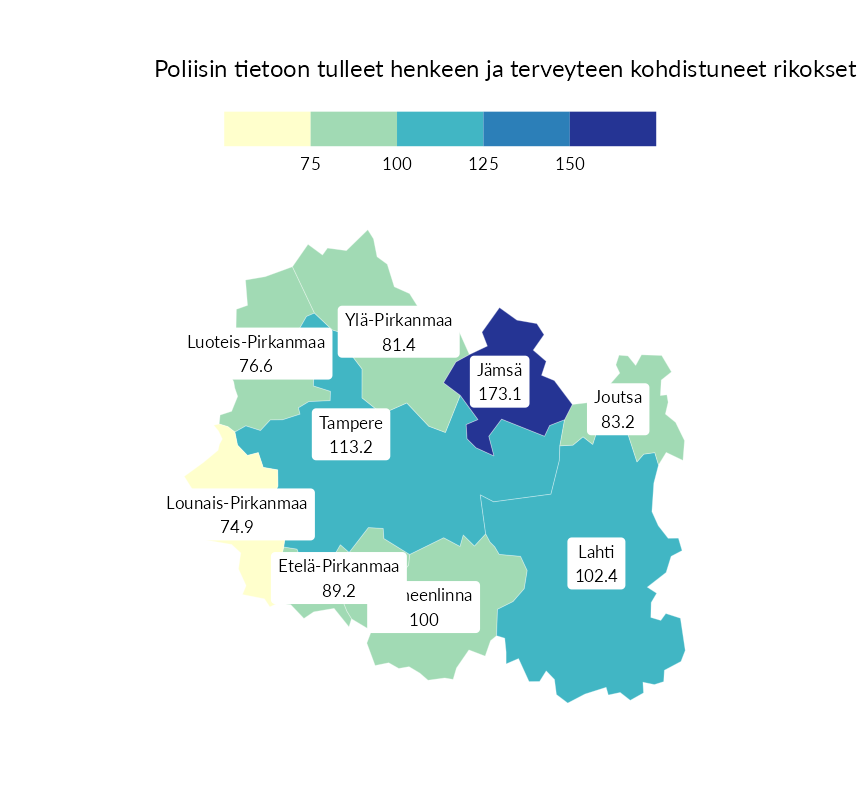 Poliisin tietoon tulleet henkeen ja terveyteen kohdistuneet rikokset
75 100 125 150
Ylä-Pirkanmaa
81.4
Luoteis-Pirkanmaa
76.6
Jämsä
173.1
Joutsa
83.2
Tampere
113.2
Lounais-Pirkanmaa
74.9
Lahti
102.4
Etelä-Pirkanmaa
89.2
neenlinna
100